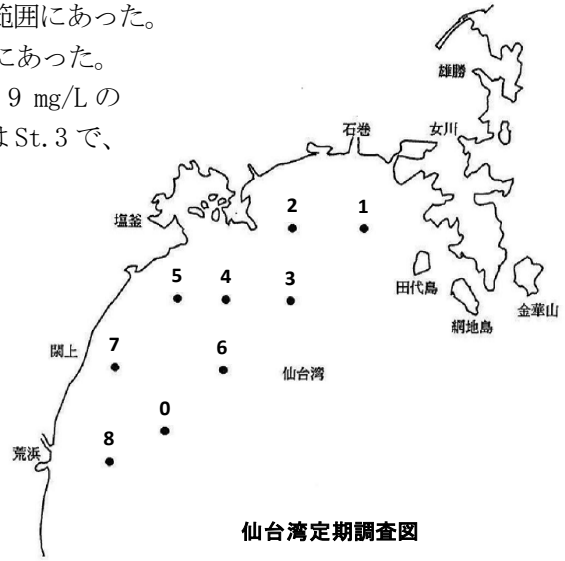 範囲にあった。
にあった。
9 mg/L の
は St.3 で、
雄勝
石巻
女川
塩釜
2
1
5
4
3
田代島
網地島
金華山
閖上
7
6
仙台湾
0
荒浜
8
仙台湾定期調査図